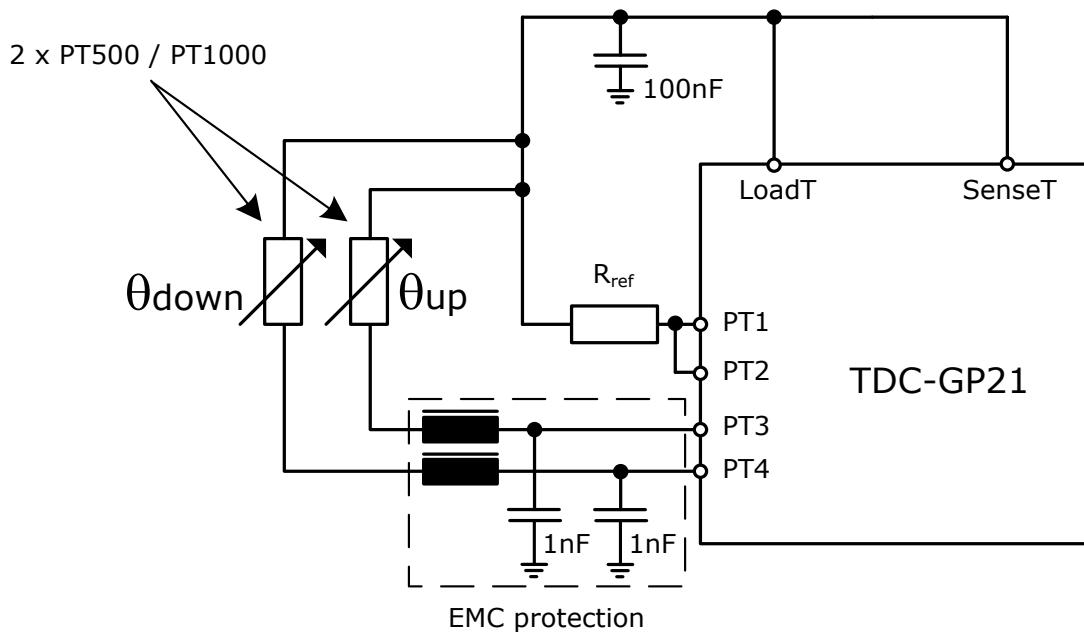 2 x PT500 / PT1000
100nF
LoadT
SenseT
θdown
θup
Rref
PT1
PT2
TDC-GP21
PT3
PT4
1nF
1nF
EMC protection